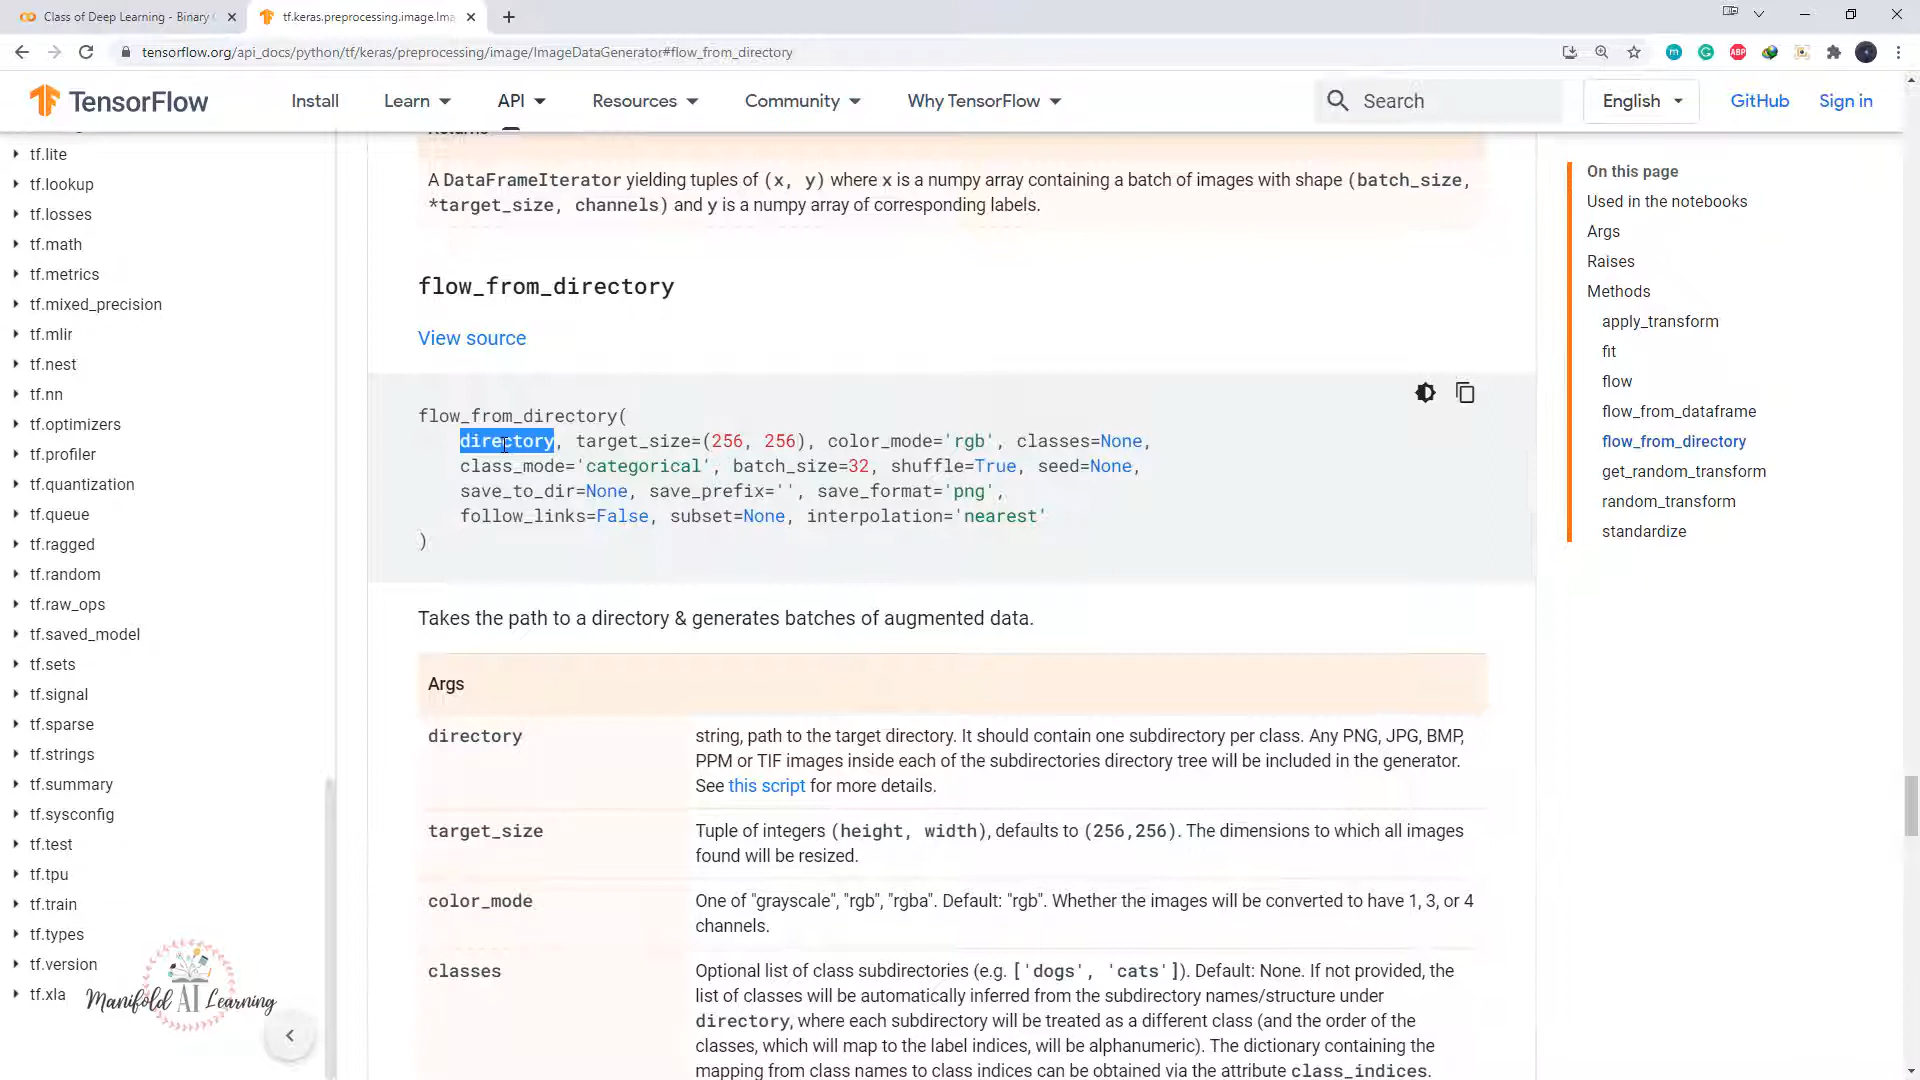 Class of Deep Learning - Binary
tf.keras.preprocessing.image.Ima
tensorflow.org/api_docs/python/tf/keras/preprocessing/image/ImageDataGenerator#flow_from_directory
m
G
ABP
TensorFlow
Install
Learn
API
Resources
Community
Why TensorFlow
Search
English
GitHub
Sign in
tf.lite
tf.lookup
tf.losses
tf.math
tf.metrics
tf.mixed_precision
tf.mlir
tf.nest
tf.nn
tf.optimizers
tf.profiler
tf.quantization
tf.queue
tf.ragged
tf.random
tf.raw_ops
tf.saved_model
tf.sets
tf.signal
tf.sparse
tf.strings
tf.summary
tf.sysconfig
tf.test
tf.tpu
tf.train
tf.types
tf.version
tf.xla
Manifold AI Learning
Returns
A DataFrameIterator yielding tuples of (x, y) where x is a numpy array containing a batch of images with shape (batch_size,
*target_size, channels) and y is a numpy array of corresponding labels.
flow_from_directory
View source
flow_from_directory(
directory, target_size=(256, 256), color_mode='rgb', classes=None,
class_mode='categorical', batch_size=32, shuffle=True, seed=None,
save_to_dir=None, save_prefix='', save_format='png',
follow_links=False, subset=None, interpolation='nearest'
)
Takes the path to a directory & generates batches of augmented data.
Args
directory
string, path to the target directory. It should contain one subdirectory per class. Any PNG, JPG, BMP,
PPM or TIF images inside each of the subdirectories directory tree will be included in the generator.
See this script for more details.
target_size
Tuple of integers (height, width), defaults to (256,256). The dimensions to which all images
found will be resized.
color_mode
One of "grayscale", "rgb", "rgba". Default: "rgb". Whether the images will be converted to have 1, 3, or 4
channels.
classes
Optional list of class subdirectories (e.g. ['dogs', 'cats']). Default: None. If not provided, the
list of classes will be automatically inferred from the subdirectory names/structure under
directory, where each subdirectory will be treated as a different class (and the order of the
classes, which will map to the label indices, will be alphanumeric). The dictionary containing the
mapping from class names to class indices can be obtained via the attribute class_indices.
On this page
Used in the notebooks
Args
Raises
Methods
apply_transform
fit
flow
flow_from_dataframe
flow_from_directory
get_random_transform
random_transform
standardize